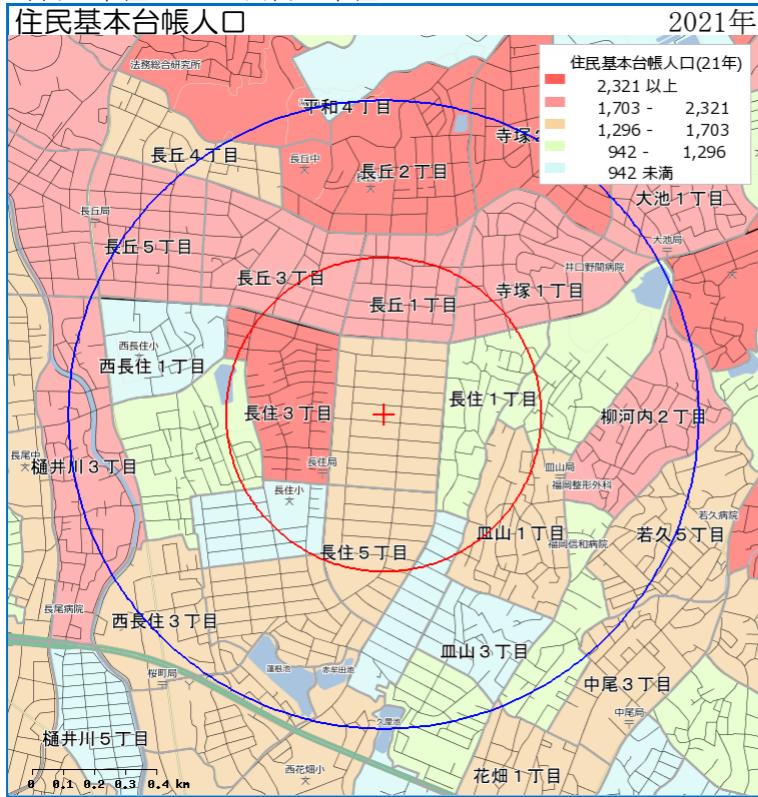 住民基本台帳人口
2021年
住民基本台帳人口(21年)
2,321 以上
1,703 - 2,321
1,296 - 1,703
942 - 1,296
942 未満
法務総合研究所
平和4丁目
長丘4丁目
長丘中
長丘2丁目
寺塚
大池1丁目
長丘局
大池局
長丘5丁目
長丘3丁目
井口野間病院
長丘1丁目
寺塚1丁目
西長住小
西長住1丁目
長住3丁目
長住1丁目
柳河内2丁目
長尾中
樋井川3丁目
長住局
皿山局
福岡整形外科
長住小
若久病院
皿山1丁目
若久5丁目
福岡信和病院
長住5丁目
長尾病院
西長住3丁目
皿山3丁目
桜町局
蓮根池
赤牟田池
中尾3丁目
中尾局
久屋池
樋井川5丁目
西花畑小
花畑1丁目
0 0.1 0.2 0.3 0.4 km